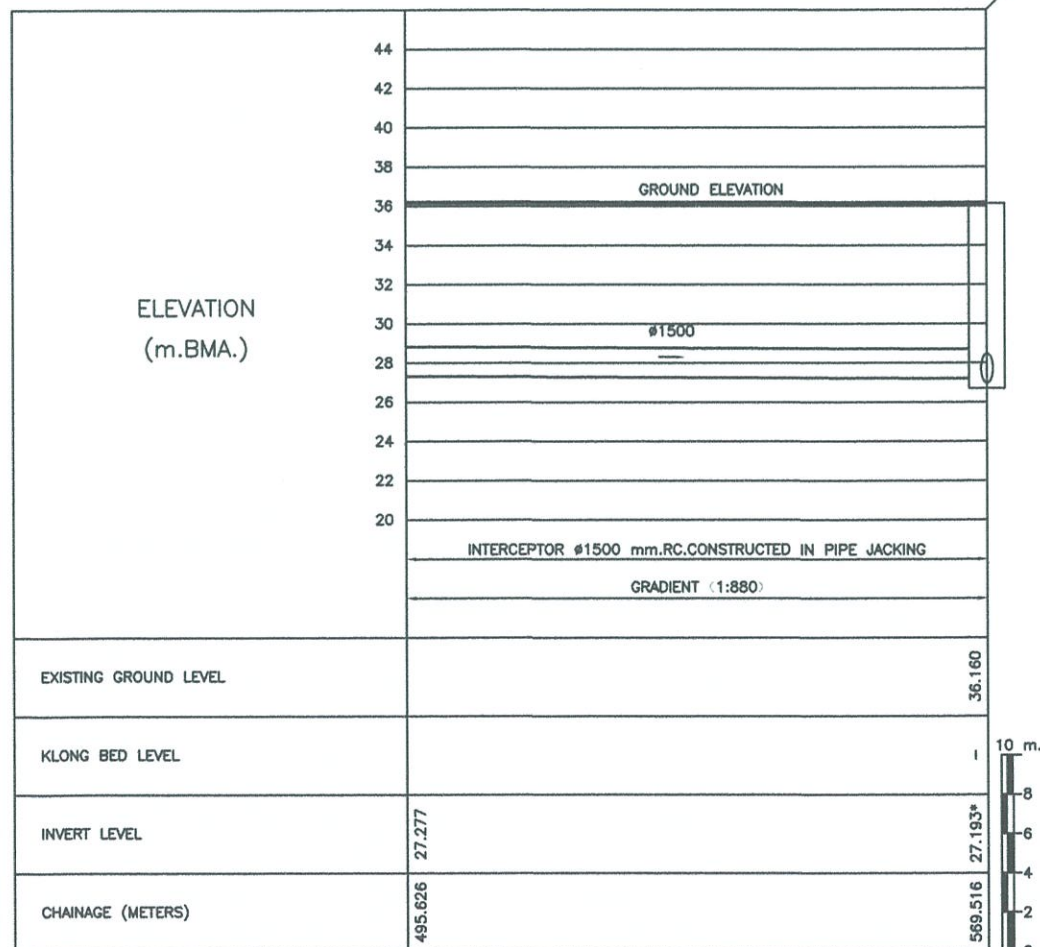 44
42
40
38
GROUND ELEVATION
36
34
32
ELEVATION
(m.BMA.)
30
ø1500
28
26
24
22
20
INTERCEPTOR ø1500 mm.RC.CONSTRUCTED IN PIPE JACKING
GRADIENT (1:880)
EXISTING GROUND LEVEL
36.160
KLONG BED LEVEL
-
10 m.
INVERT LEVEL
27.277
27.193*
8
6
4
CHAINAGE (METERS)
495.626
569.516
2